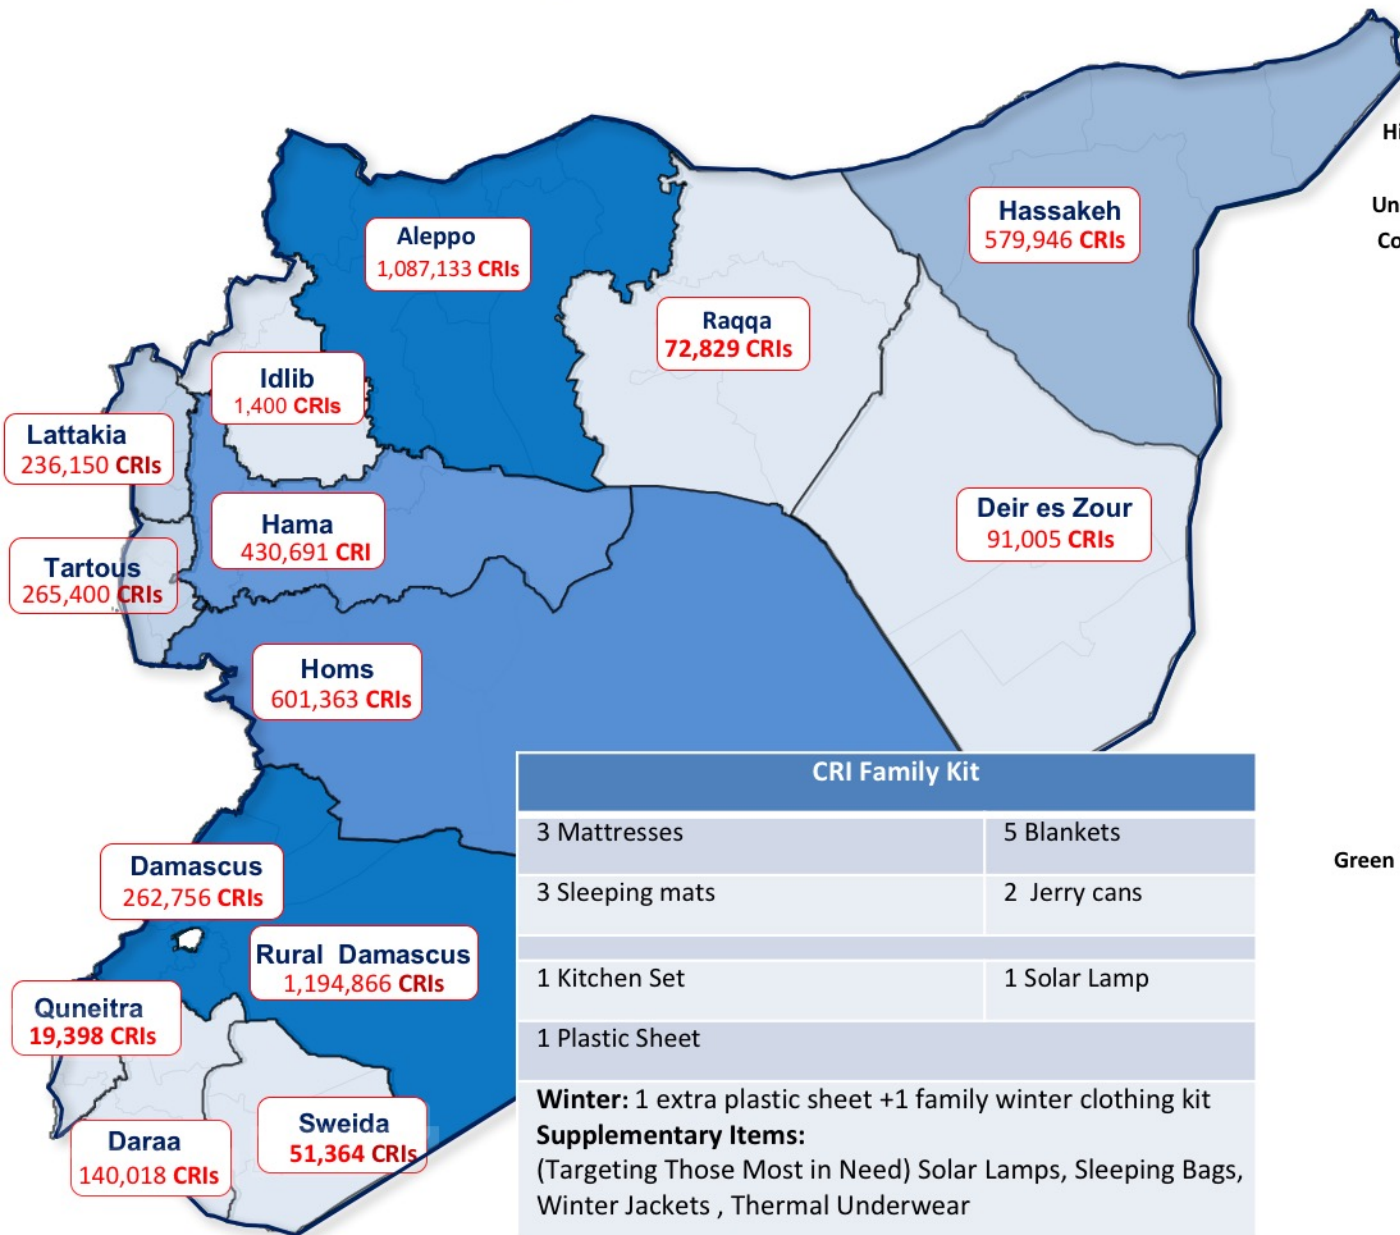 Hi
Un
Co
Hassakeh
579,946 CRIs
Aleppo
1,087,133 CRIs
Raqqa
72,829 CRIs
Idlib
1,400 CRIs
Lattakia
236,150 CRIs
Hama
430,691 CRI
Deir es Zour
91,005 CRIs
Tartous
265,400 CRIs
Homs
601,363 CRIs
Damascus
262,756 CRIs
Rural Damascus
1,194,866 CRIs
Quneitra
19,398 CRIs
Daraa
140,018 CRIs
Sweida
51,364 CRIs
CRI Family Kit
3 Mattresses 5 Blankets
3 Sleeping mats 2 Jerry cans
1 Kitchen Set 1 Solar Lamp
1 Plastic Sheet
Winter: 1 extra plastic sheet +1 family winter clothing kit
Supplementary Items:
(Targeting Those Most in Need) Solar Lamps, Sleeping Bags,
Winter Jackets , Thermal Underwear
Green